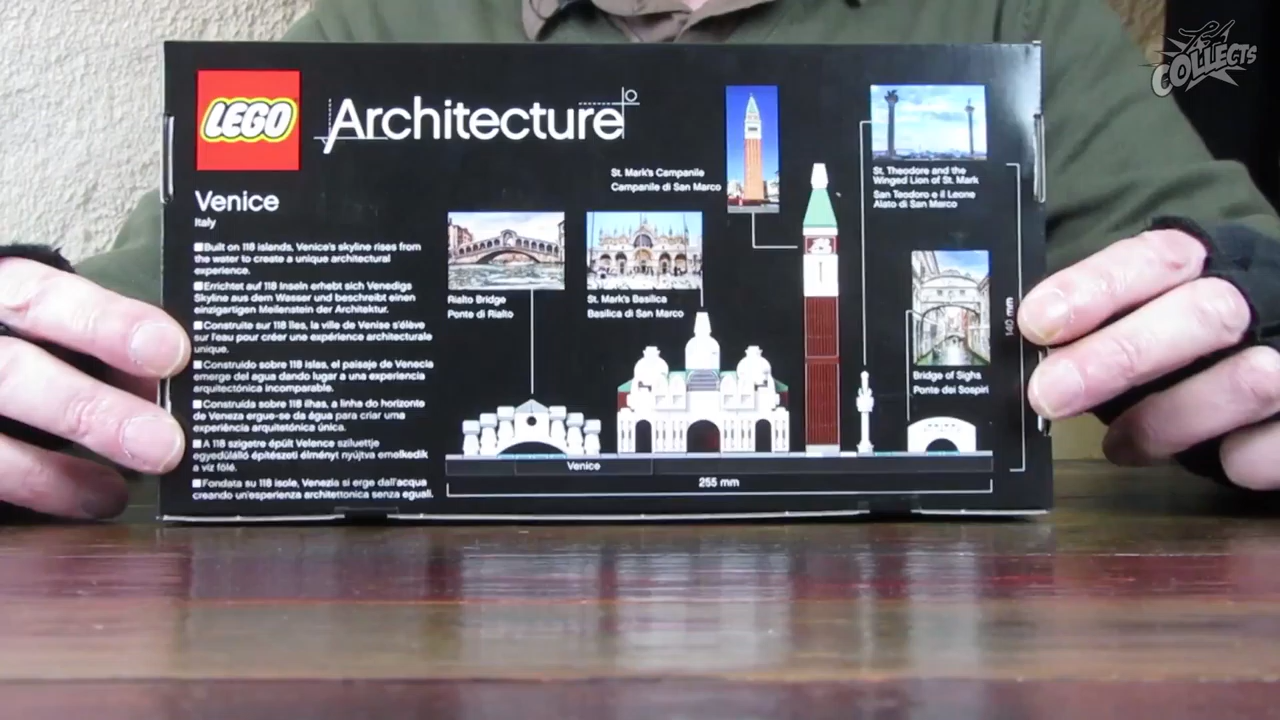 COLLECTS
LEGO
Architecture
Venice
Italy
Built on 118 islands, Venice's skyline rises from
the water to create a unique architectural
experience.
Errichtet auf 118 Inseln erhebt sich Venedigs
Skyline aus dem Wasser und beschreibt einen
einzigartigen Meilenstein der Architektur.
Construite sur 118 îles, la ville de Venise s'élève
sur l'eau pour créer une expérience architecturale
unique.
Construido sobre 118 islas, el paisaje de Venecia
emerge del agua dando lugar a una experiencia
arquitectónica incomparable.
Construída sobre 118 ilhas, a linha do horizonte
de Veneza ergue-se da água para criar uma
experiência arquitetónica única.
A 118 szigetre épült Velence sziluettje
egyedülálló építészeti élményt nyújtva emelkedik
a víz fölé.
Fondata su 118 isole, Venezia si erge dall'acqua
creando un'esperienza architettonica senza eguali.
Rialto Bridge
Ponte di Rialto
St. Mark's Basilica
Basilica di San Marco
St. Mark's Campanile
Campanile di San Marco
St. Theodore and the
Winged Lion of St. Mark
San Teodoro e il Leone
Alato di San Marco
Bridge of Sighs
Ponte dei Sospiri
140 mm
Venice
255 mm